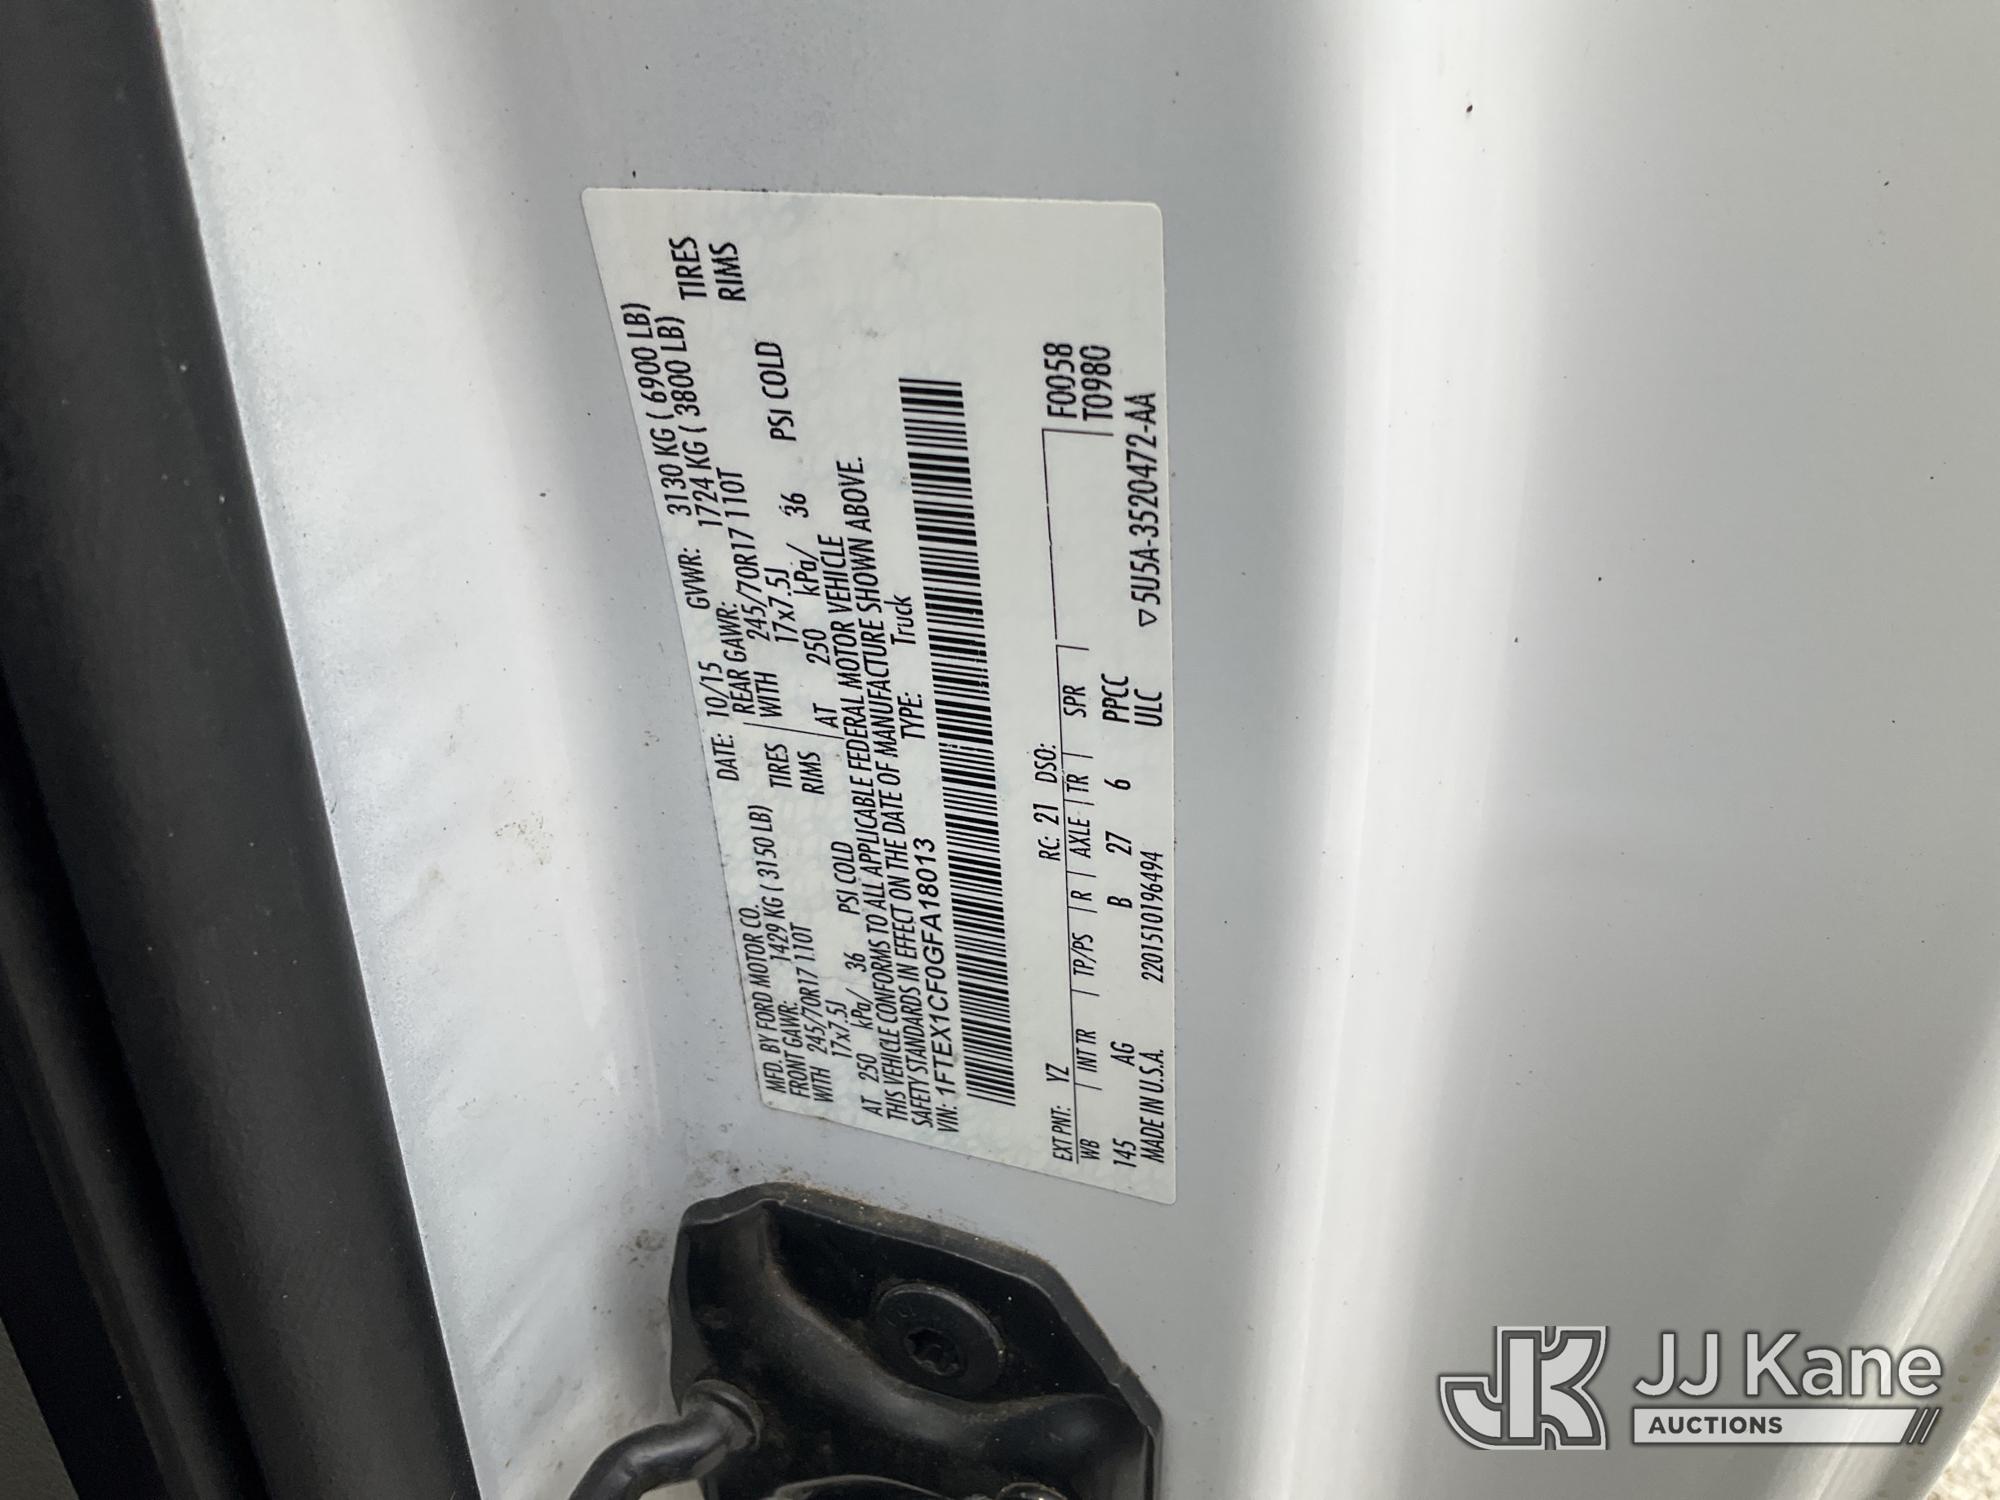 MFD. BY FORD MOTOR CO.
DATE: 10/15 GVWR: 3130 KG ( 6900 LB)
FRONT GAWR: 1429 KG ( 3150 LB) REAR GAWR: 1724 KG ( 3800 LB)
WITH 245/70R17 110T TIRES WITH 245/70R17 110T TIRES
17x7.5J RIMS 17x7.5J RIMS
AT 250 kPa/ 36 PSI COLD AT 250 kPa/ 36 PSI COLD
THIS VEHICLE CONFORMS TO ALL APPLICABLE FEDERAL MOTOR VEHICLE
SAFETY STANDARDS IN EFFECT ON THE DATE OF MANUFACTURE SHOWN ABOVE.
VIN: 1FTEX1CF0GFA18013 TYPE: Truck
F0058
T0980
EXT PNT: YZ RC: 21 DSO:
WB INT TR TP/PS R AXLE TR SPR
145 AG B 27 6 PPCC
MADE IN U.S.A. 220151019​6494 ULC
▽5U5A-3520472-AA
JK JJ Kane
AUCTIONS